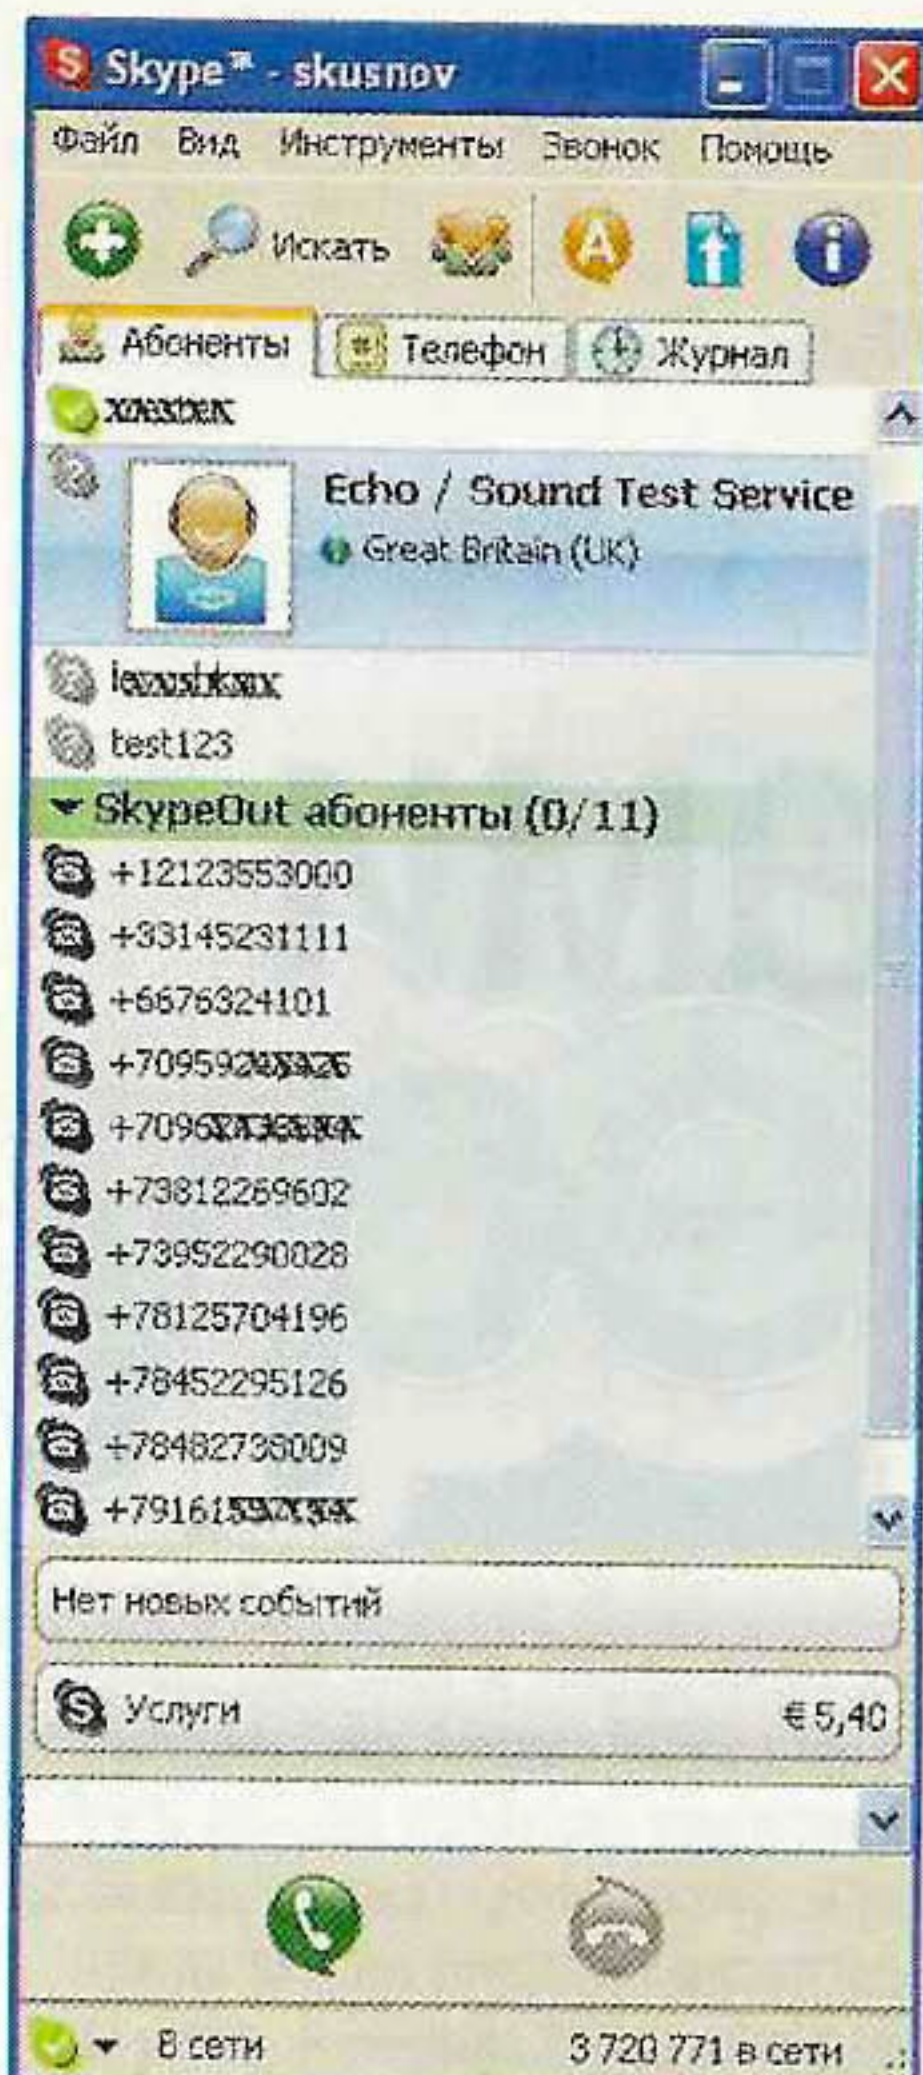 Skype™ - skusnov
Файл Вид Инструменты Звонок Помощь
Искать
Абоненты Телефон Журнал
Echo / Sound Test Service
Great Britain (UK)
test123
SkypeOut абоненты (0/11)
+12123553000
+33145231111
+6676324101
+73812269602
+73952290028
+78125704196
+78452295126
+78482738009
Нет новых событий
Услуги €5,40
В сети 3 720 771 в сети